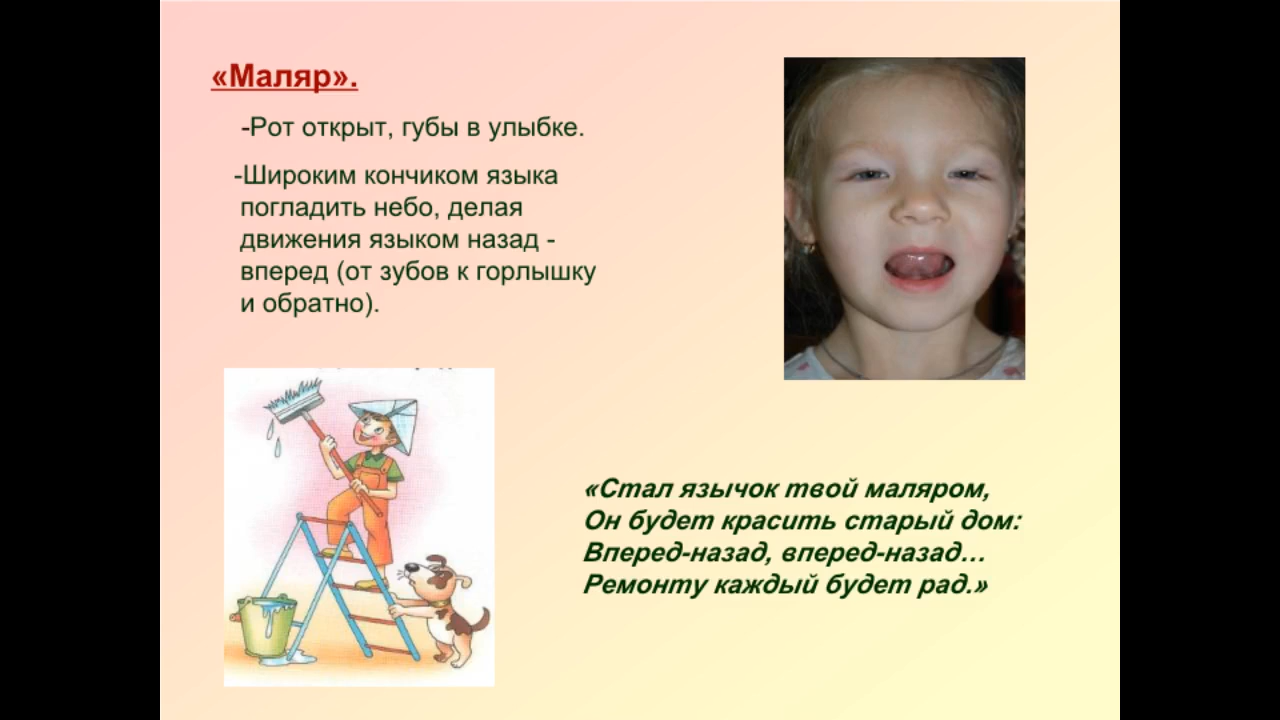 «Маляр».
-Рот открыт, губы в улыбке.
-Широким кончиком языка
погладить небо, делая
движения языком назад -
вперед (от зубов к горлышку
и обратно).
«Стал язычок твой маляром,
Он будет красить старый дом:
Вперед-назад, вперед-назад…
Ремонту каждый будет рад.»